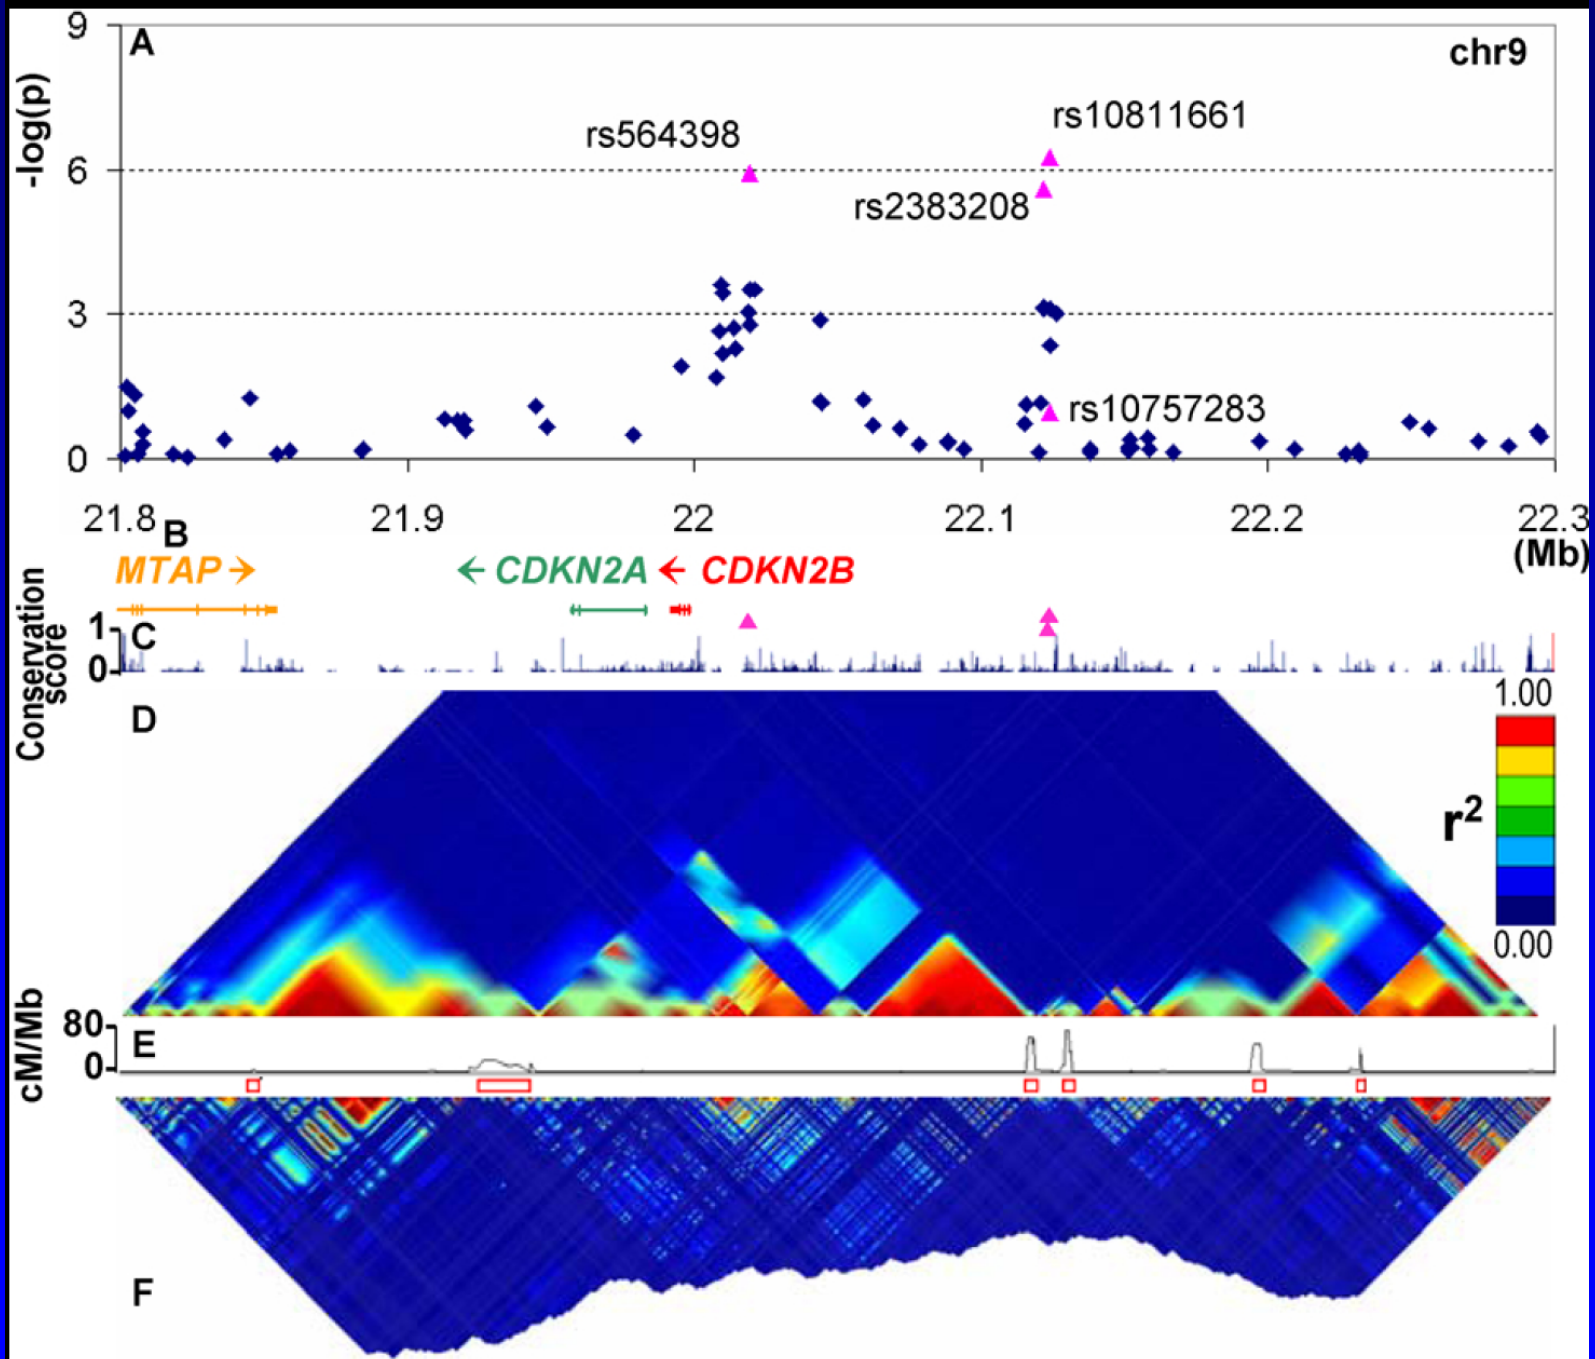 A
chr9
-log(p)
9
6
3
0
rs564398
rs10811661
rs2383208
rs10757283
21.8
21.9
22
22.1
22.2
22.3
(Mb)
B
MTAP →
← CDKN2A
← CDKN2B
Conservation
score
1
0
C
D
1.00
r²
0.00
cM/Mb
80
0
E
F